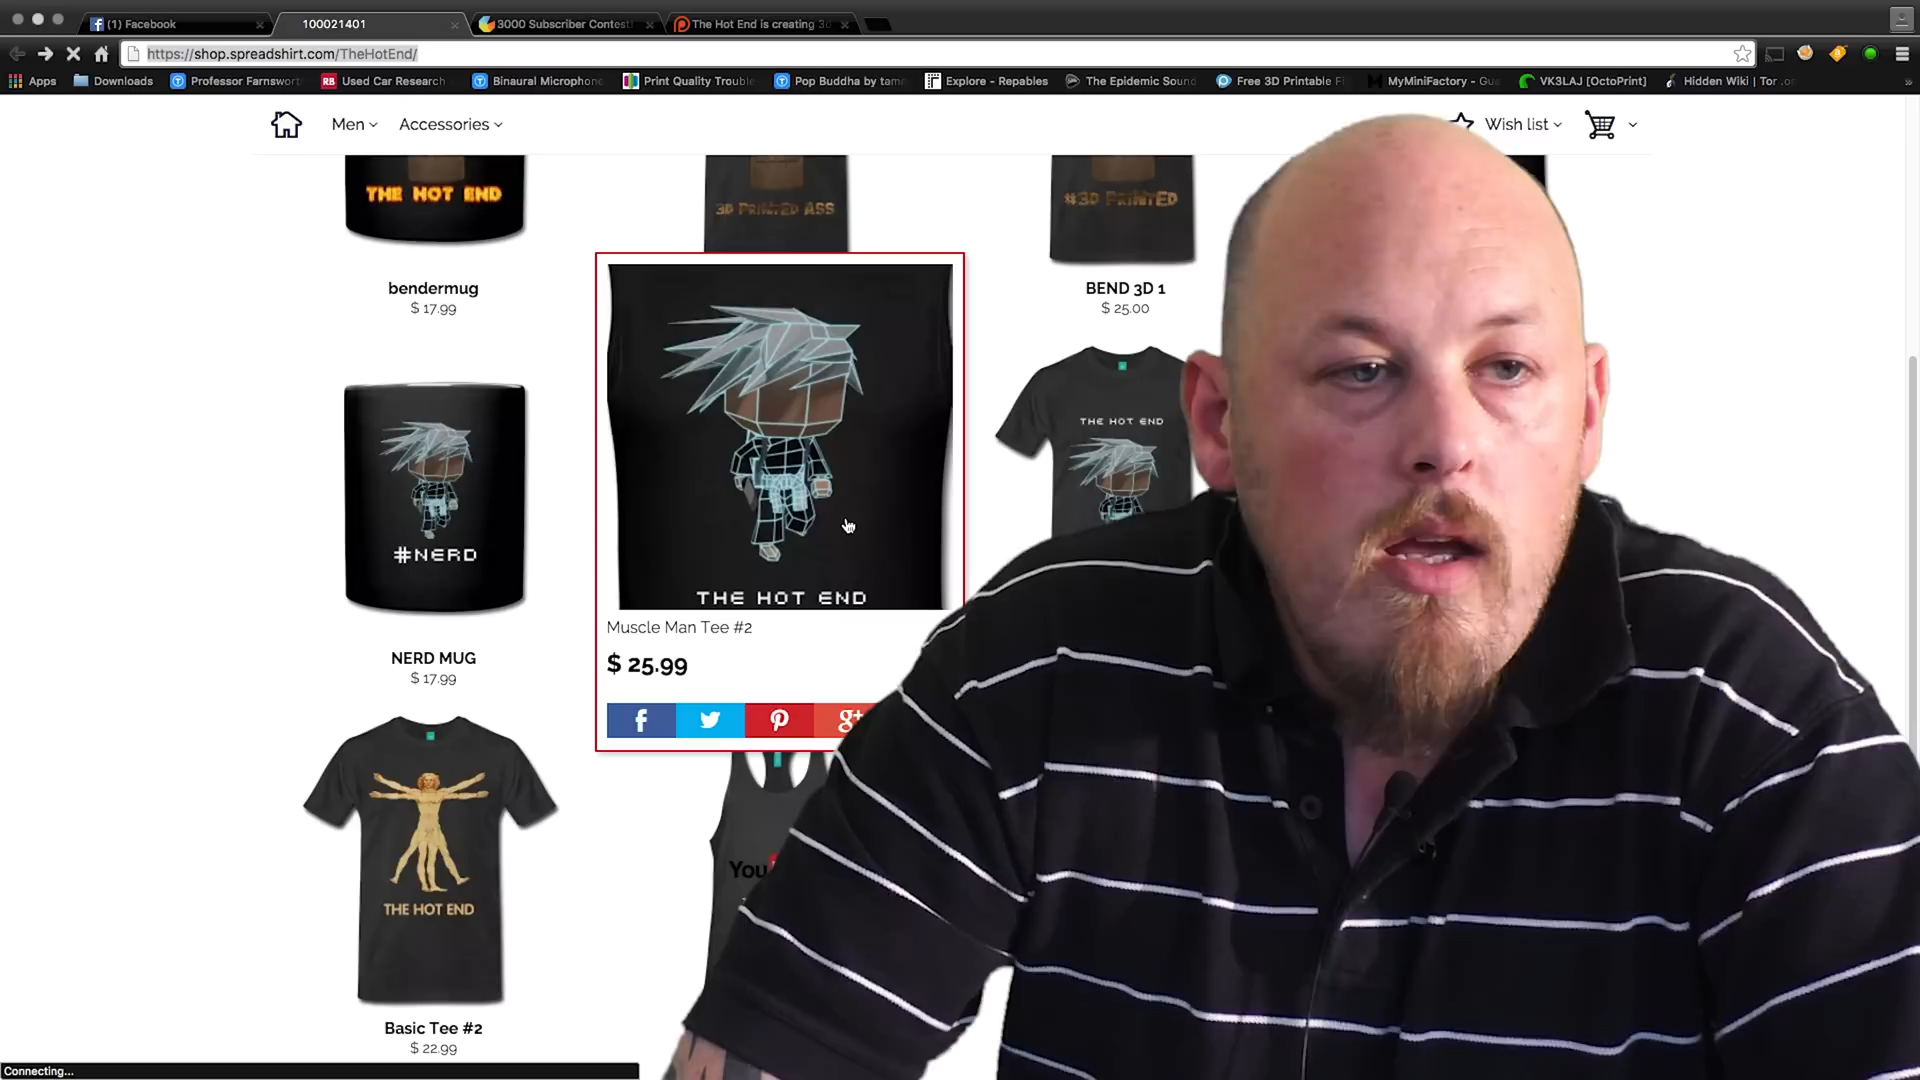 (1) Facebook
100021401
3000 Subscriber Contest!
The Hot End is creating 3d
https://shop.spreadshirt.com/TheHotEnd/
Apps
Downloads
Professor Farnswort
Used Car Research
Binaural Microphone
Print Quality Trouble
Pop Buddha by tam
Explore - Repables
The Epidemic Sound
Free 3D Printable F
MyMiniFactory - Gua
VK3LAJ [OctoPrint]
Hidden Wiki | Tor .o
»
Men
Accessories
Wish list
THE HOT END
3D PRINTED ASS
#3D PRINTED
bendermug
$ 17.99
BEND 3D 1
$ 25.00
THE HOT END
#NERD
THE HOT END
Muscle Man Tee #2
$ 25.99
NERD MUG
$ 17.99
f
g+
You
THE HOT END
Basic Tee #2
$ 22.99
Connecting...